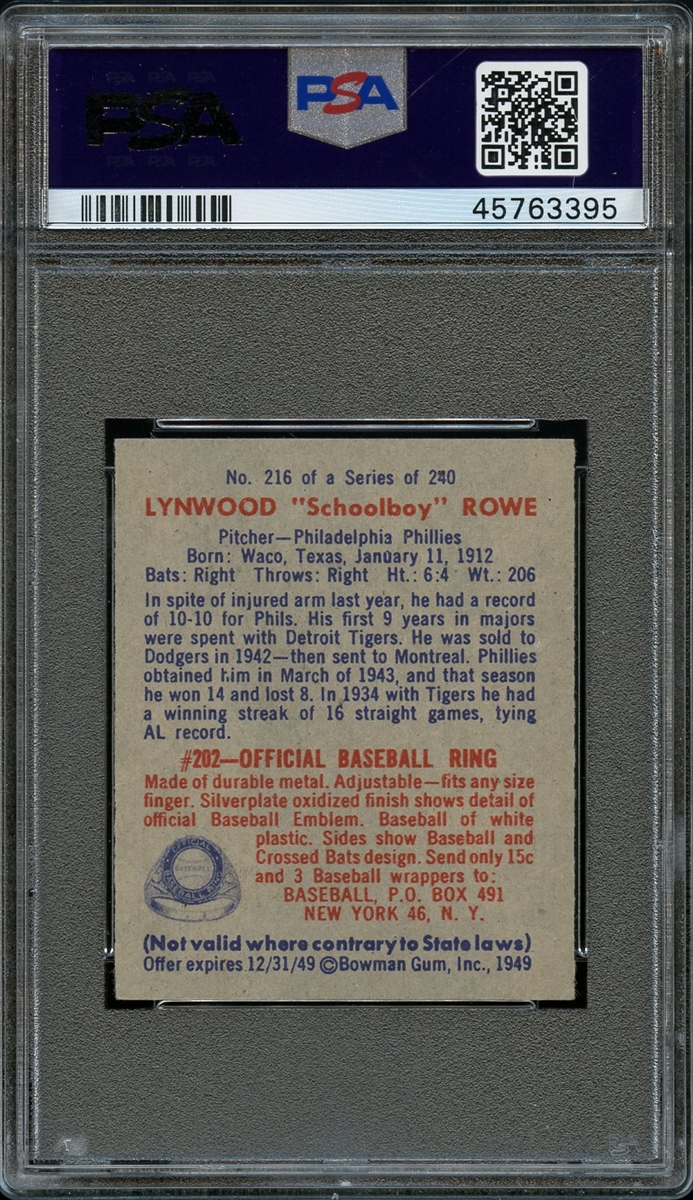 PSA
PSA
45763395
No. 216 of a Series of 240
LYNWOOD "Schoolboy" ROWE
Pitcher—Philadelphia Phillies
Born: Waco, Texas, January 11, 1912
Bats: Right Throws: Right Ht.: 6:4 Wt.: 206
In spite of injured arm last year, he had a record
of 10-10 for Phils. His first 9 years in majors
were spent with Detroit Tigers. He was sold to
Dodgers in 1942—then sent to Montreal. Phillies
obtained him in March of 1943, and that season
he won 14 and lost 8. In 1934 with Tigers he had
a winning streak of 16 straight games, tying
AL record.
#202—OFFICIAL BASEBALL RING
Made of durable metal. Adjustable—fits any size
finger. Silverplate oxidized finish shows detail of
official Baseball Emblem. Baseball of white
plastic. Sides show Baseball and
Crossed Bats design. Send only 15c
and 3 Baseball wrappers to:
BASEBALL, P.O. BOX 491
NEW YORK 46, N. Y.
OFFICIAL
BASEBALL
BASEBALL RING
(Not valid where contrary to State laws)
Offer expires 12/31/49 ©Bowman Gum, Inc., 1949